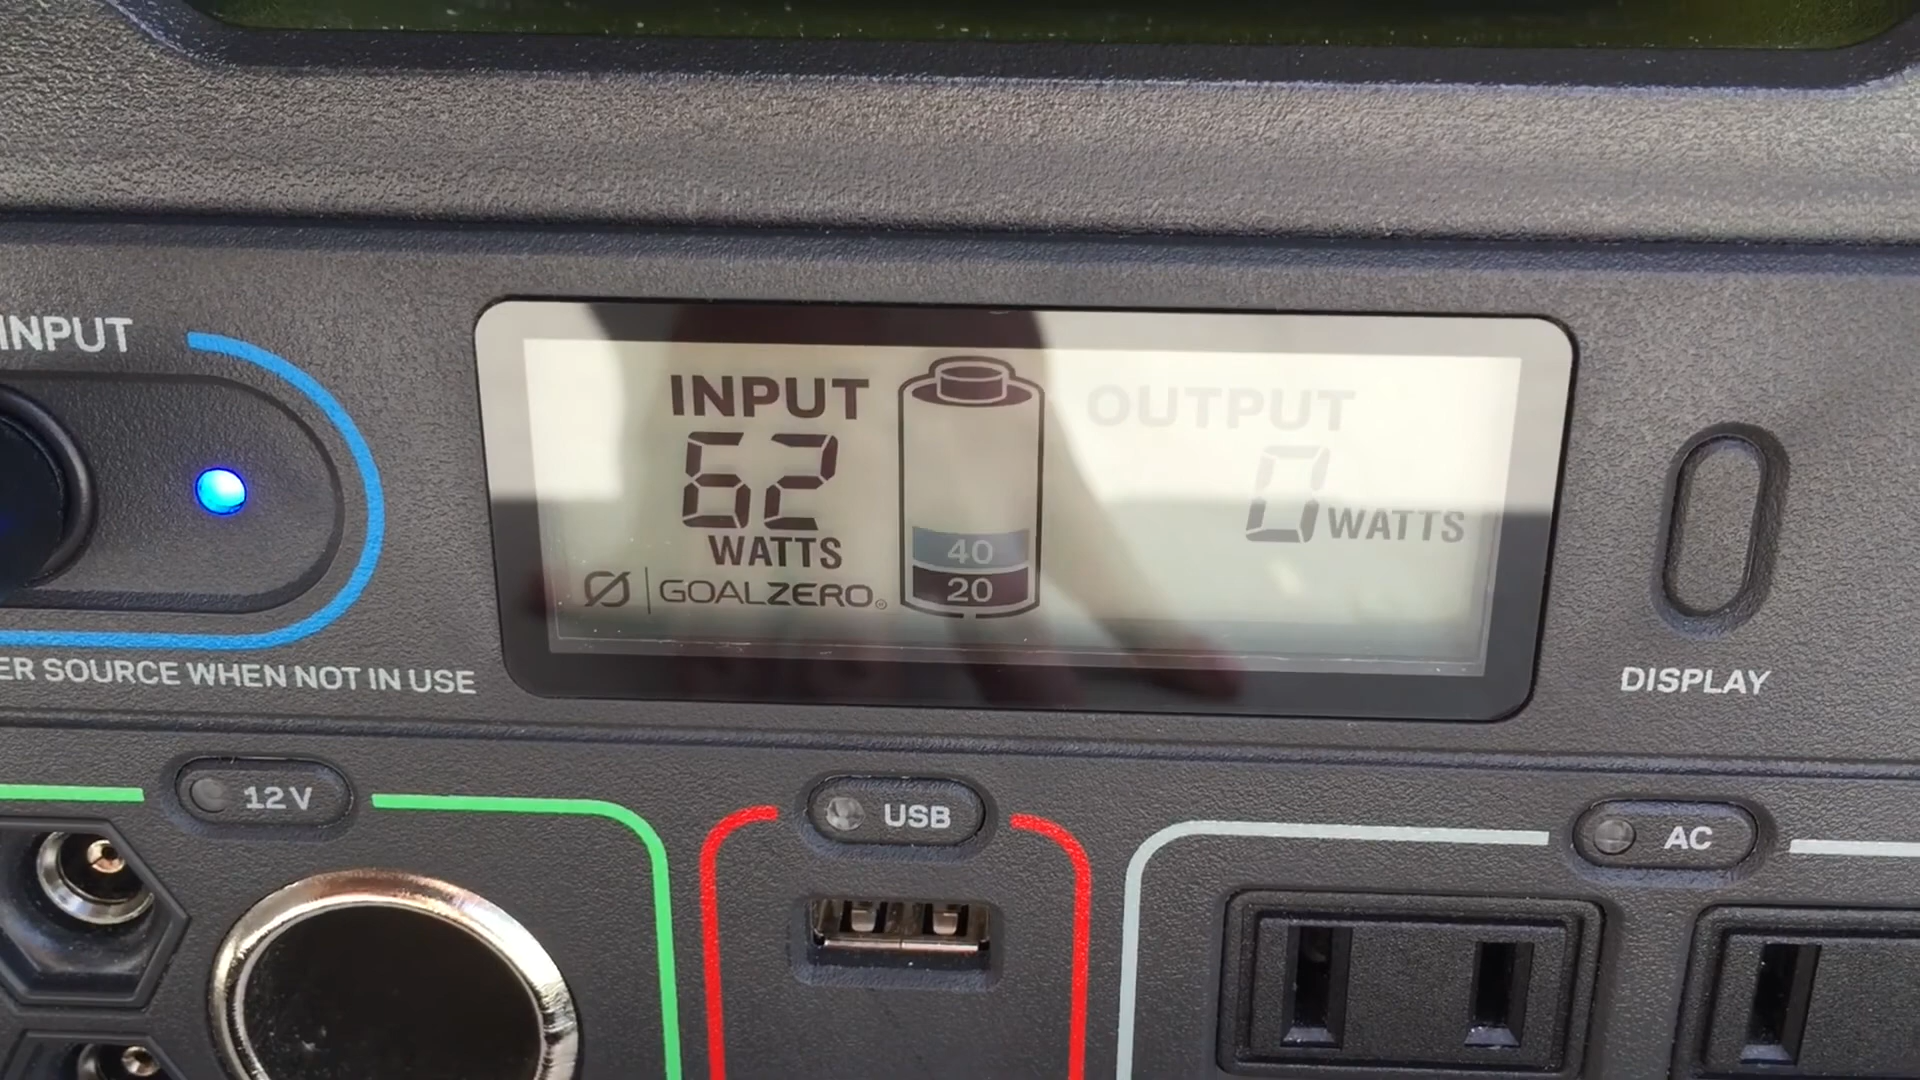 INPUT
INPUT
62
WATTS
GOALZERO®
40
20
OUTPUT
0 WATTS
DISPLAY
ER SOURCE WHEN NOT IN USE
12V
USB
AC